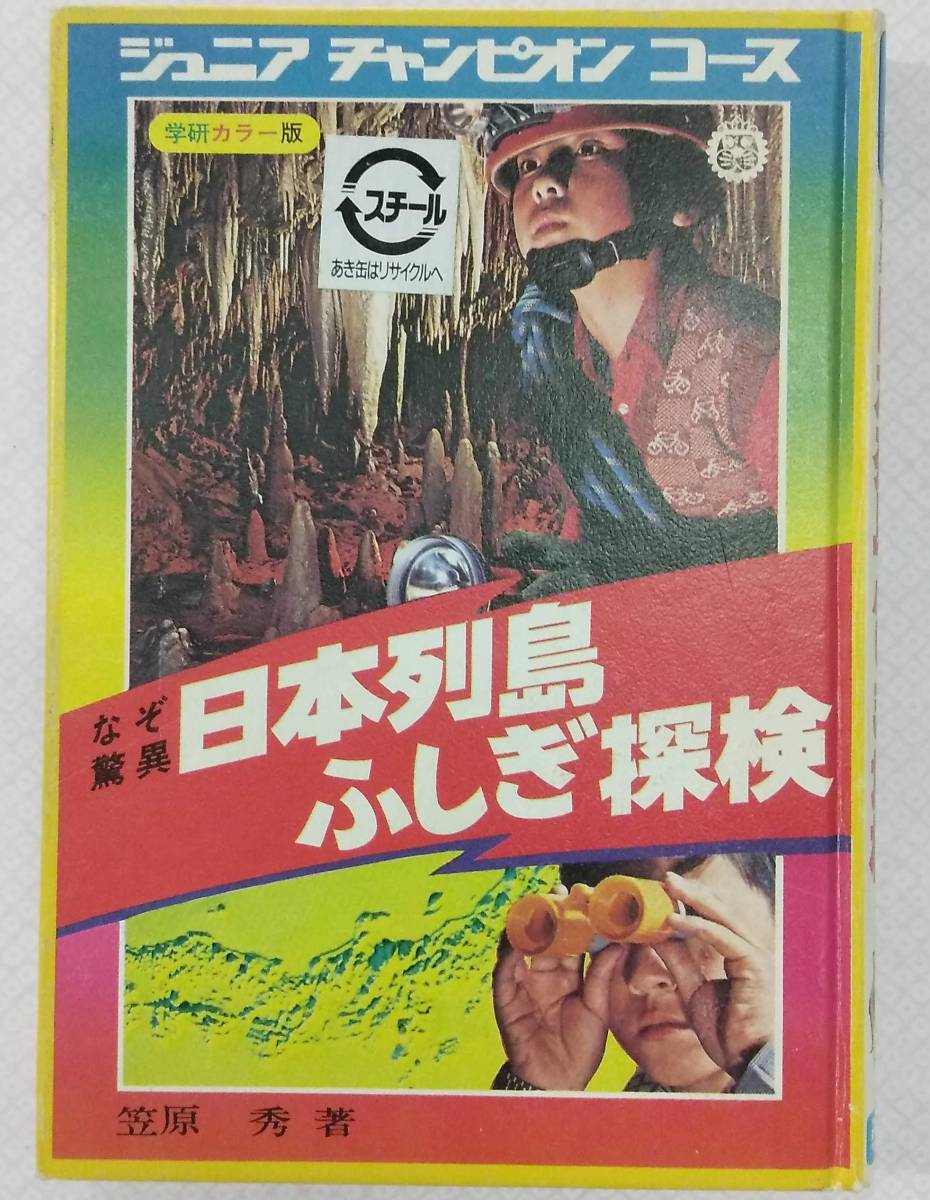 ジュニア チャンピオン コース
学研カラー版
スチール
あき缶はリサイクルへ
なぞ
驚異
日本列島
ふしぎ探検
笠原 秀 著